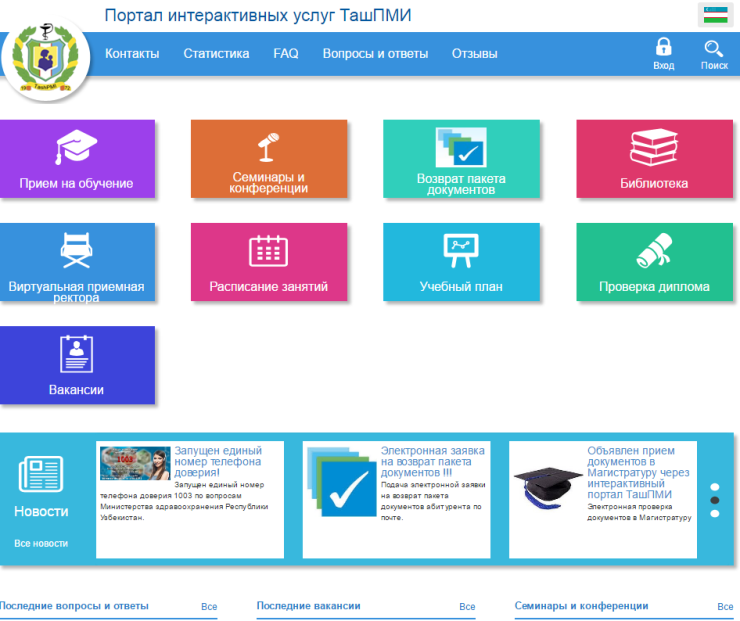 Портал интерактивных услуг ТашПМИ
Контакты Статистика FAQ Вопросы и ответы Отзывы
Вход Поиск
ТашПМИ
Прием на обучение
Семинары и
конференции
Возврат пакета
документов
Библиотека
Виртуальная приемная
ректора
Расписание занятий
Учебный план
Проверка диплома
Вакансии
Новости
Все новости
1003
Запущен единый
номер телефона
доверия!
Запущен единый номер
телефона доверия 1003 по вопросам
Министерства здравоохранения Республики
Узбекистан.
Электронная заявка
на возврат пакета
документов !!!
Подача электронной заявки
на возврат пакета
документов абитурента по
почте.
Объявлен прием
документов в
Магистратуру через
интерактивный
портал ТашПМИ
Электронная проверка
документов в Магистратуру
Последние вопросы и ответы Все
Последние вакансии Все
Семинары и конференции Все